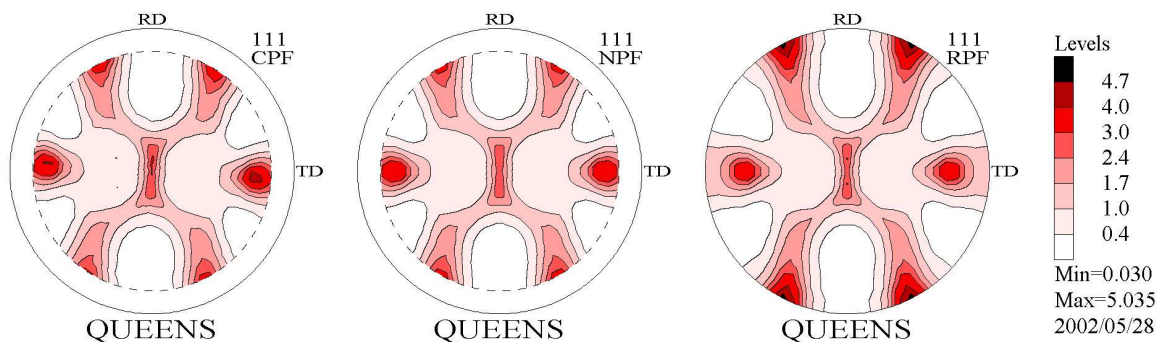 RD
111
CPF
QUEENS
RD
111
NPF
TD
QUEENS
RD
111
RPF
TD
QUEENS
TD
Levels
4.7
4.0
3.0
2.4
1.7
1.0
0.4
Min=0.030
Max=5.035
2002/05/28